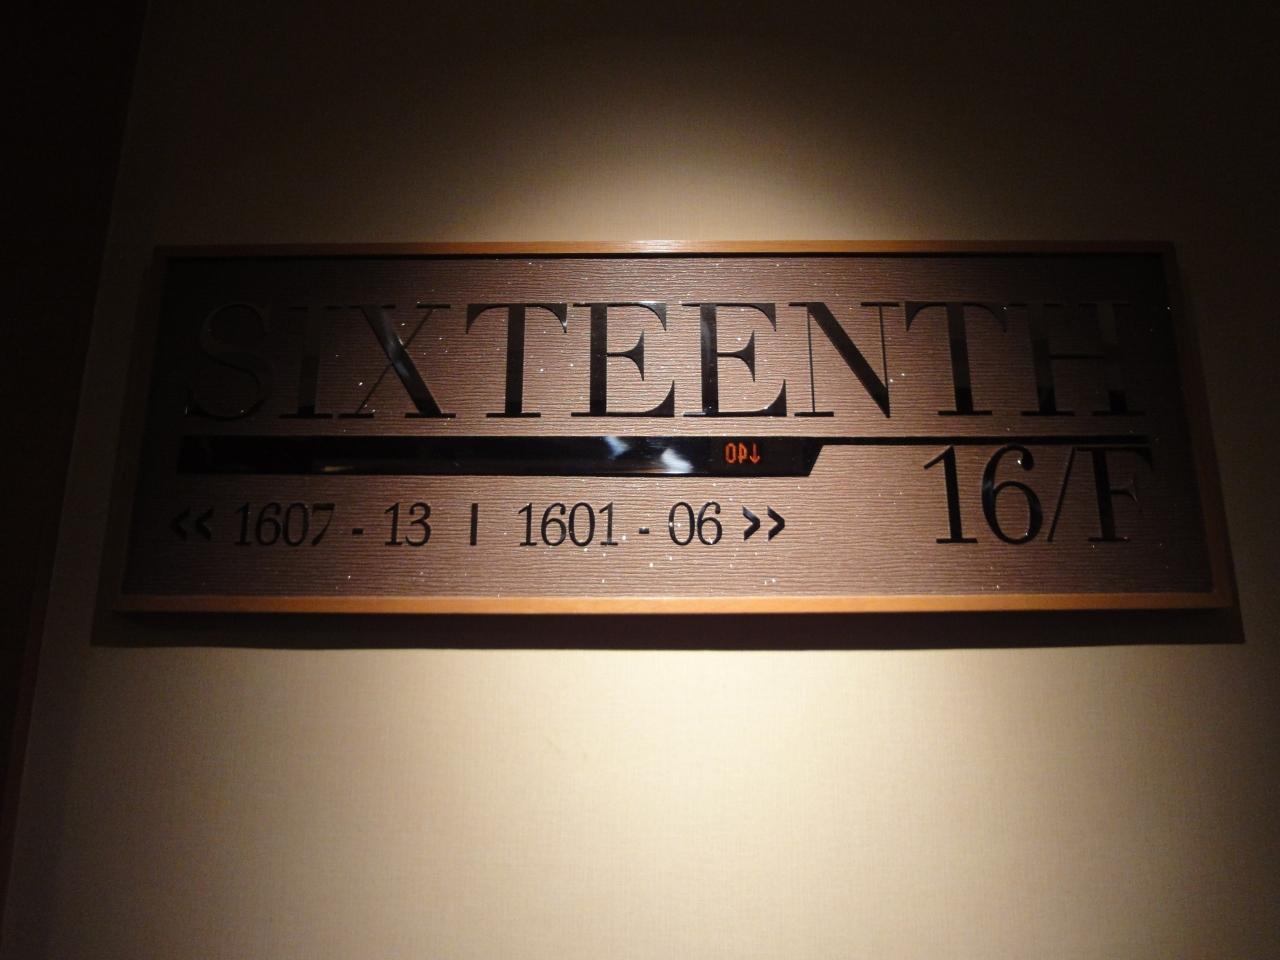 SIXTEENTH
16/F
<< 1607 - 13 | 1601 - 06 >>